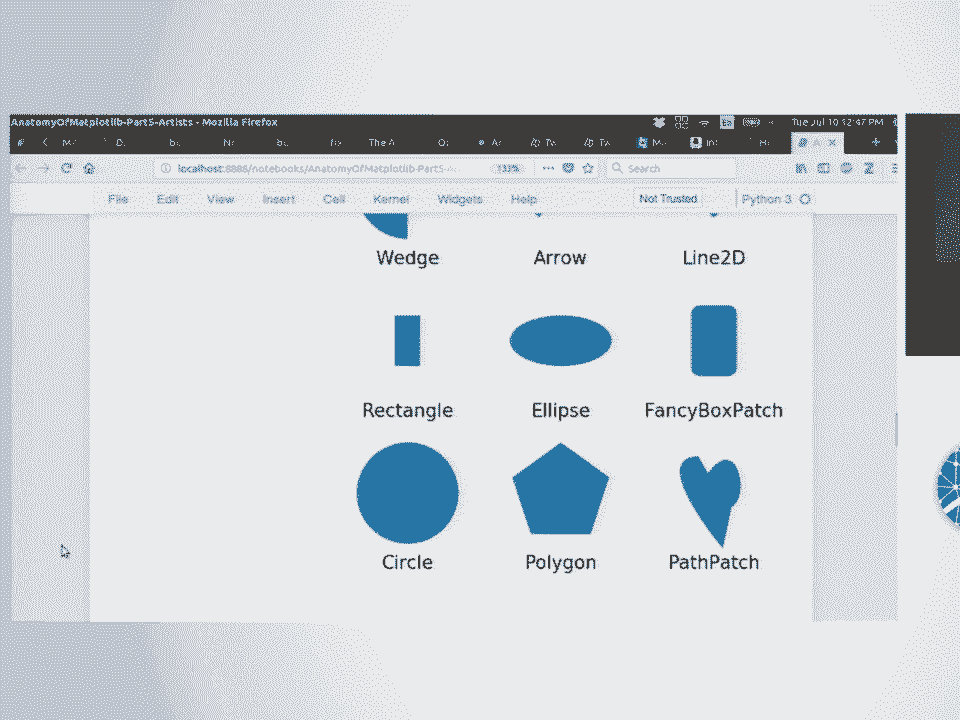 AnatomyOfMatplotlib-Part5-Artists - Mozilla Firefox
En Tue Jul 10 12:47 PM
The A
localhost:8888/notebooks/AnatomyOfMatplotlib-Part5- 133% Search
File Edit View Insert Cell Kernel Widgets Help Not Trusted Python 3
Wedge Arrow Line2D
Rectangle Ellipse FancyBoxPatch
Circle Polygon PathPatch